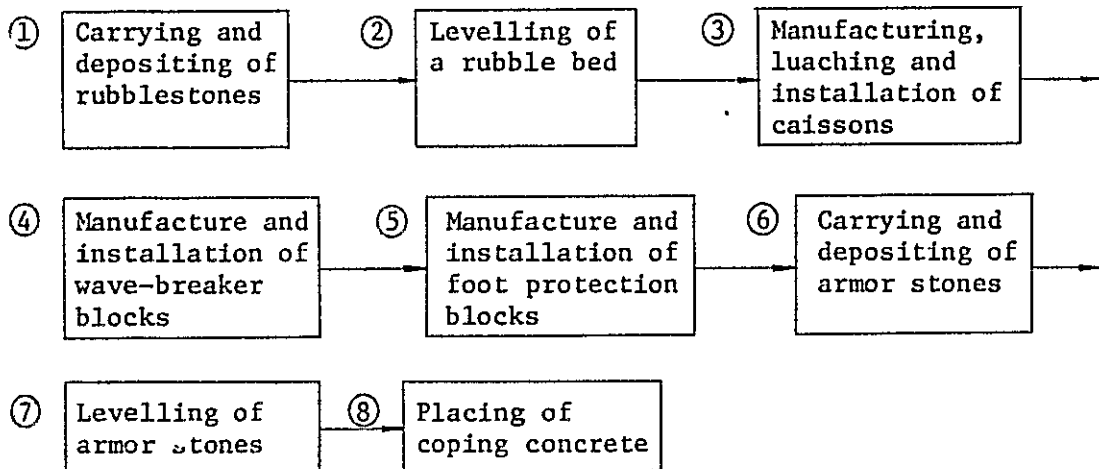 ① Carrying and
depositing of
rubblestones
② Levelling of
a rubble bed
③ Manufacturing,
luaching and
installation of
caissons
④ Manufacture and
installation of
wave-breaker
blocks
⑤ Manufacture and
installation of
foot protection
blocks
⑥ Carrying and
depositing of
armor stones
⑦ Levelling of
armor stones
⑧ Placing of
coping concrete